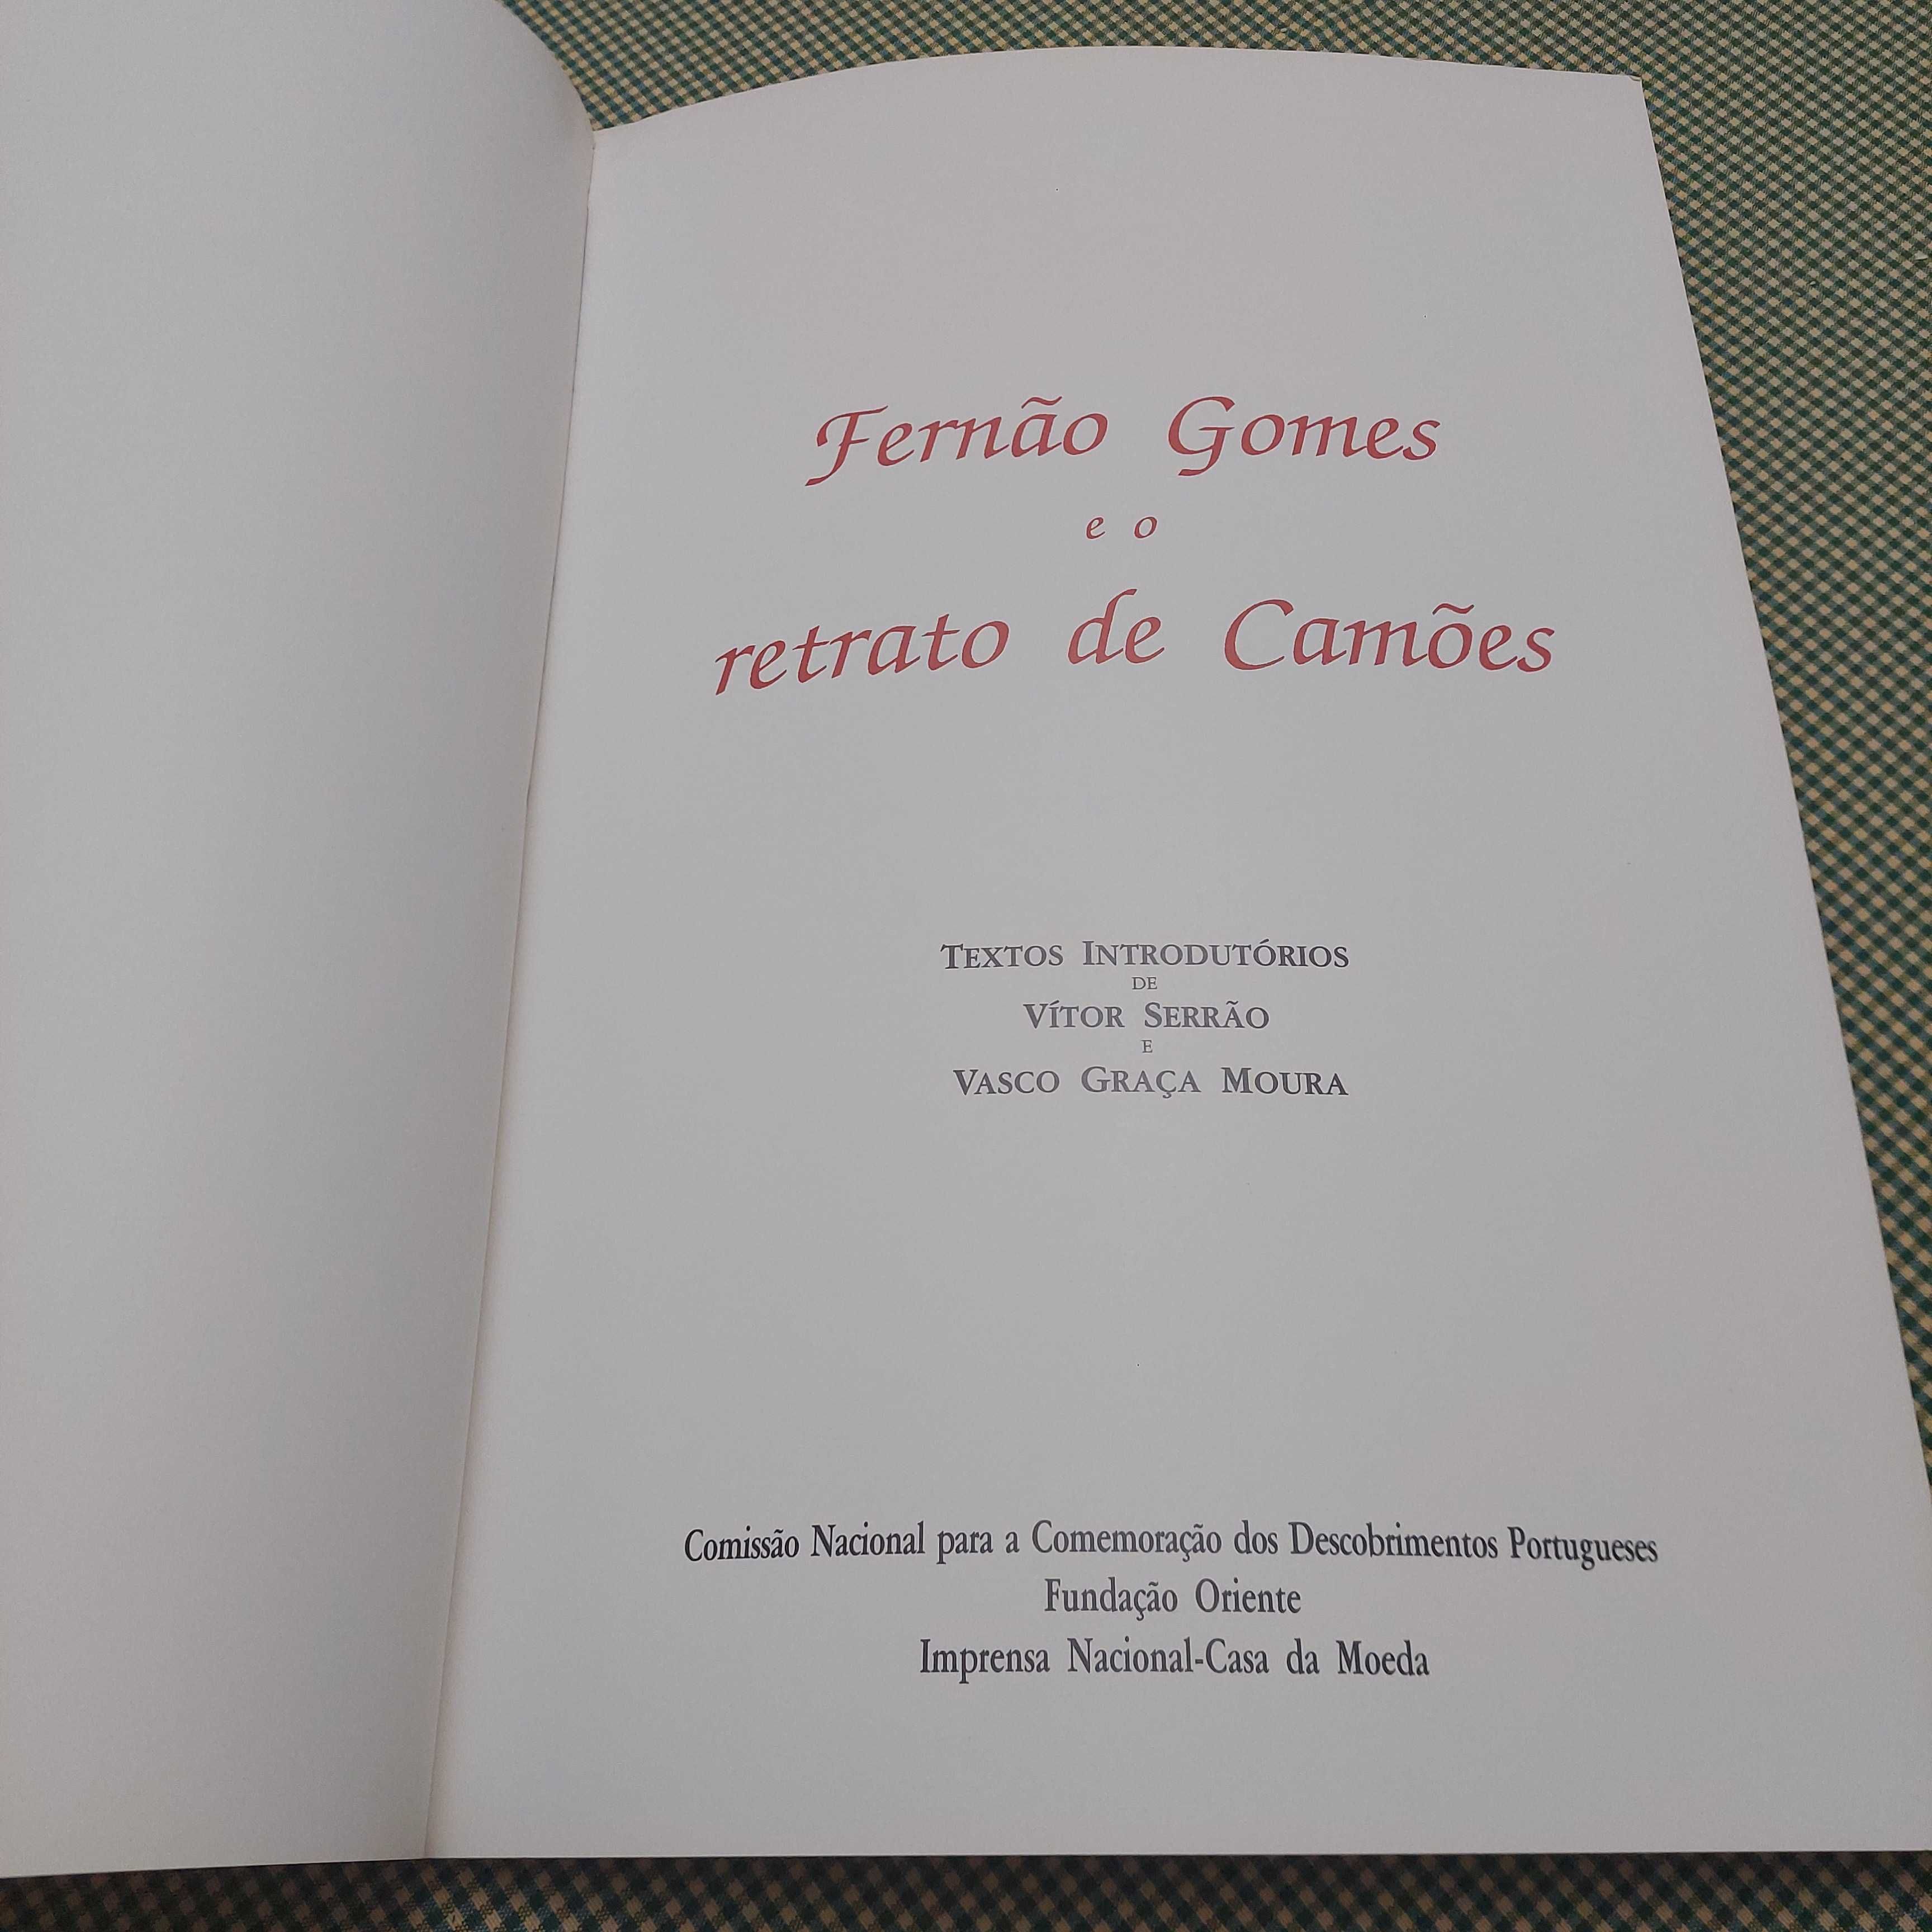 Fernão Gomes
e o
retrato de Camões
TEXTOS INTRODUTÓRIOS
DE
VÍTOR SERRÃO
E
VASCO GRAÇA MOURA
Comissão Nacional para a Comemoração dos Descobrimentos Portugueses
Fundação Oriente
Imprensa Nacional-Casa da Moeda